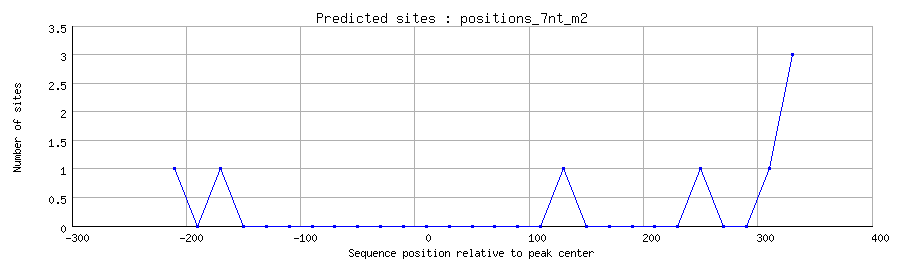 Predicted sites : positions_7nt_m2
3.5
3
2.5
2
1.5
1
0.5
0
Number of sites
-300 -200 -100 0 100 200 300 400
Sequence position relative to peak center